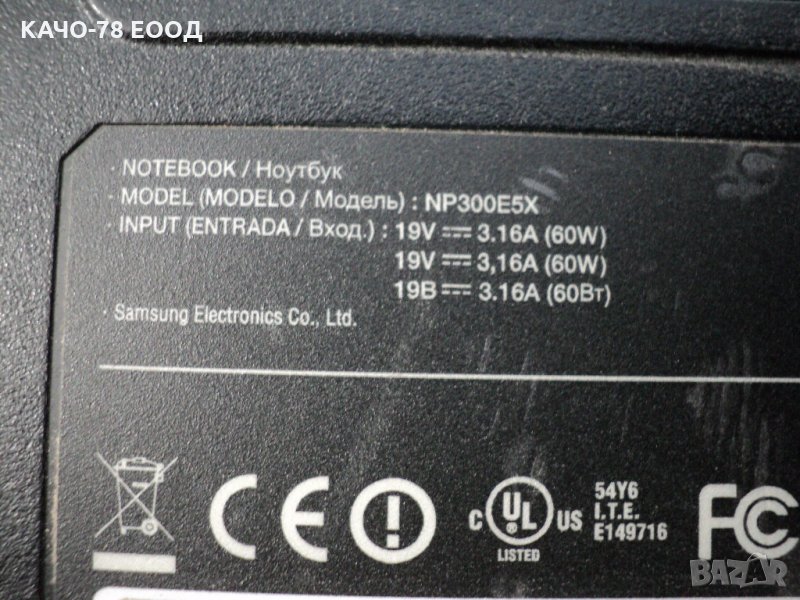 КАЧО-78 ЕООД
· NOTEBOOK / Ноутбук
· MODEL (MODELO / Модель) : NP300E5X
· INPUT (ENTRADA / Вход.) : 19V ⎓ 3.16A (60W)
19V ⎓ 3,16A (60W)
19В ⎓ 3.16A (60Вт)
· Samsung Electronics Co., Ltd.
CE
C UL US
LISTED
54Y6
I.T.E.
E149716
FC
BAZAR